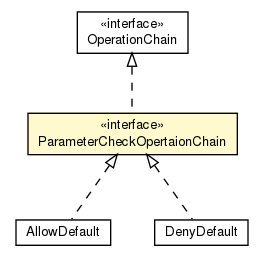 «interface»
OperationChain
«interface»
ParameterCheckOpertaionChain
AllowDefault
DenyDefault